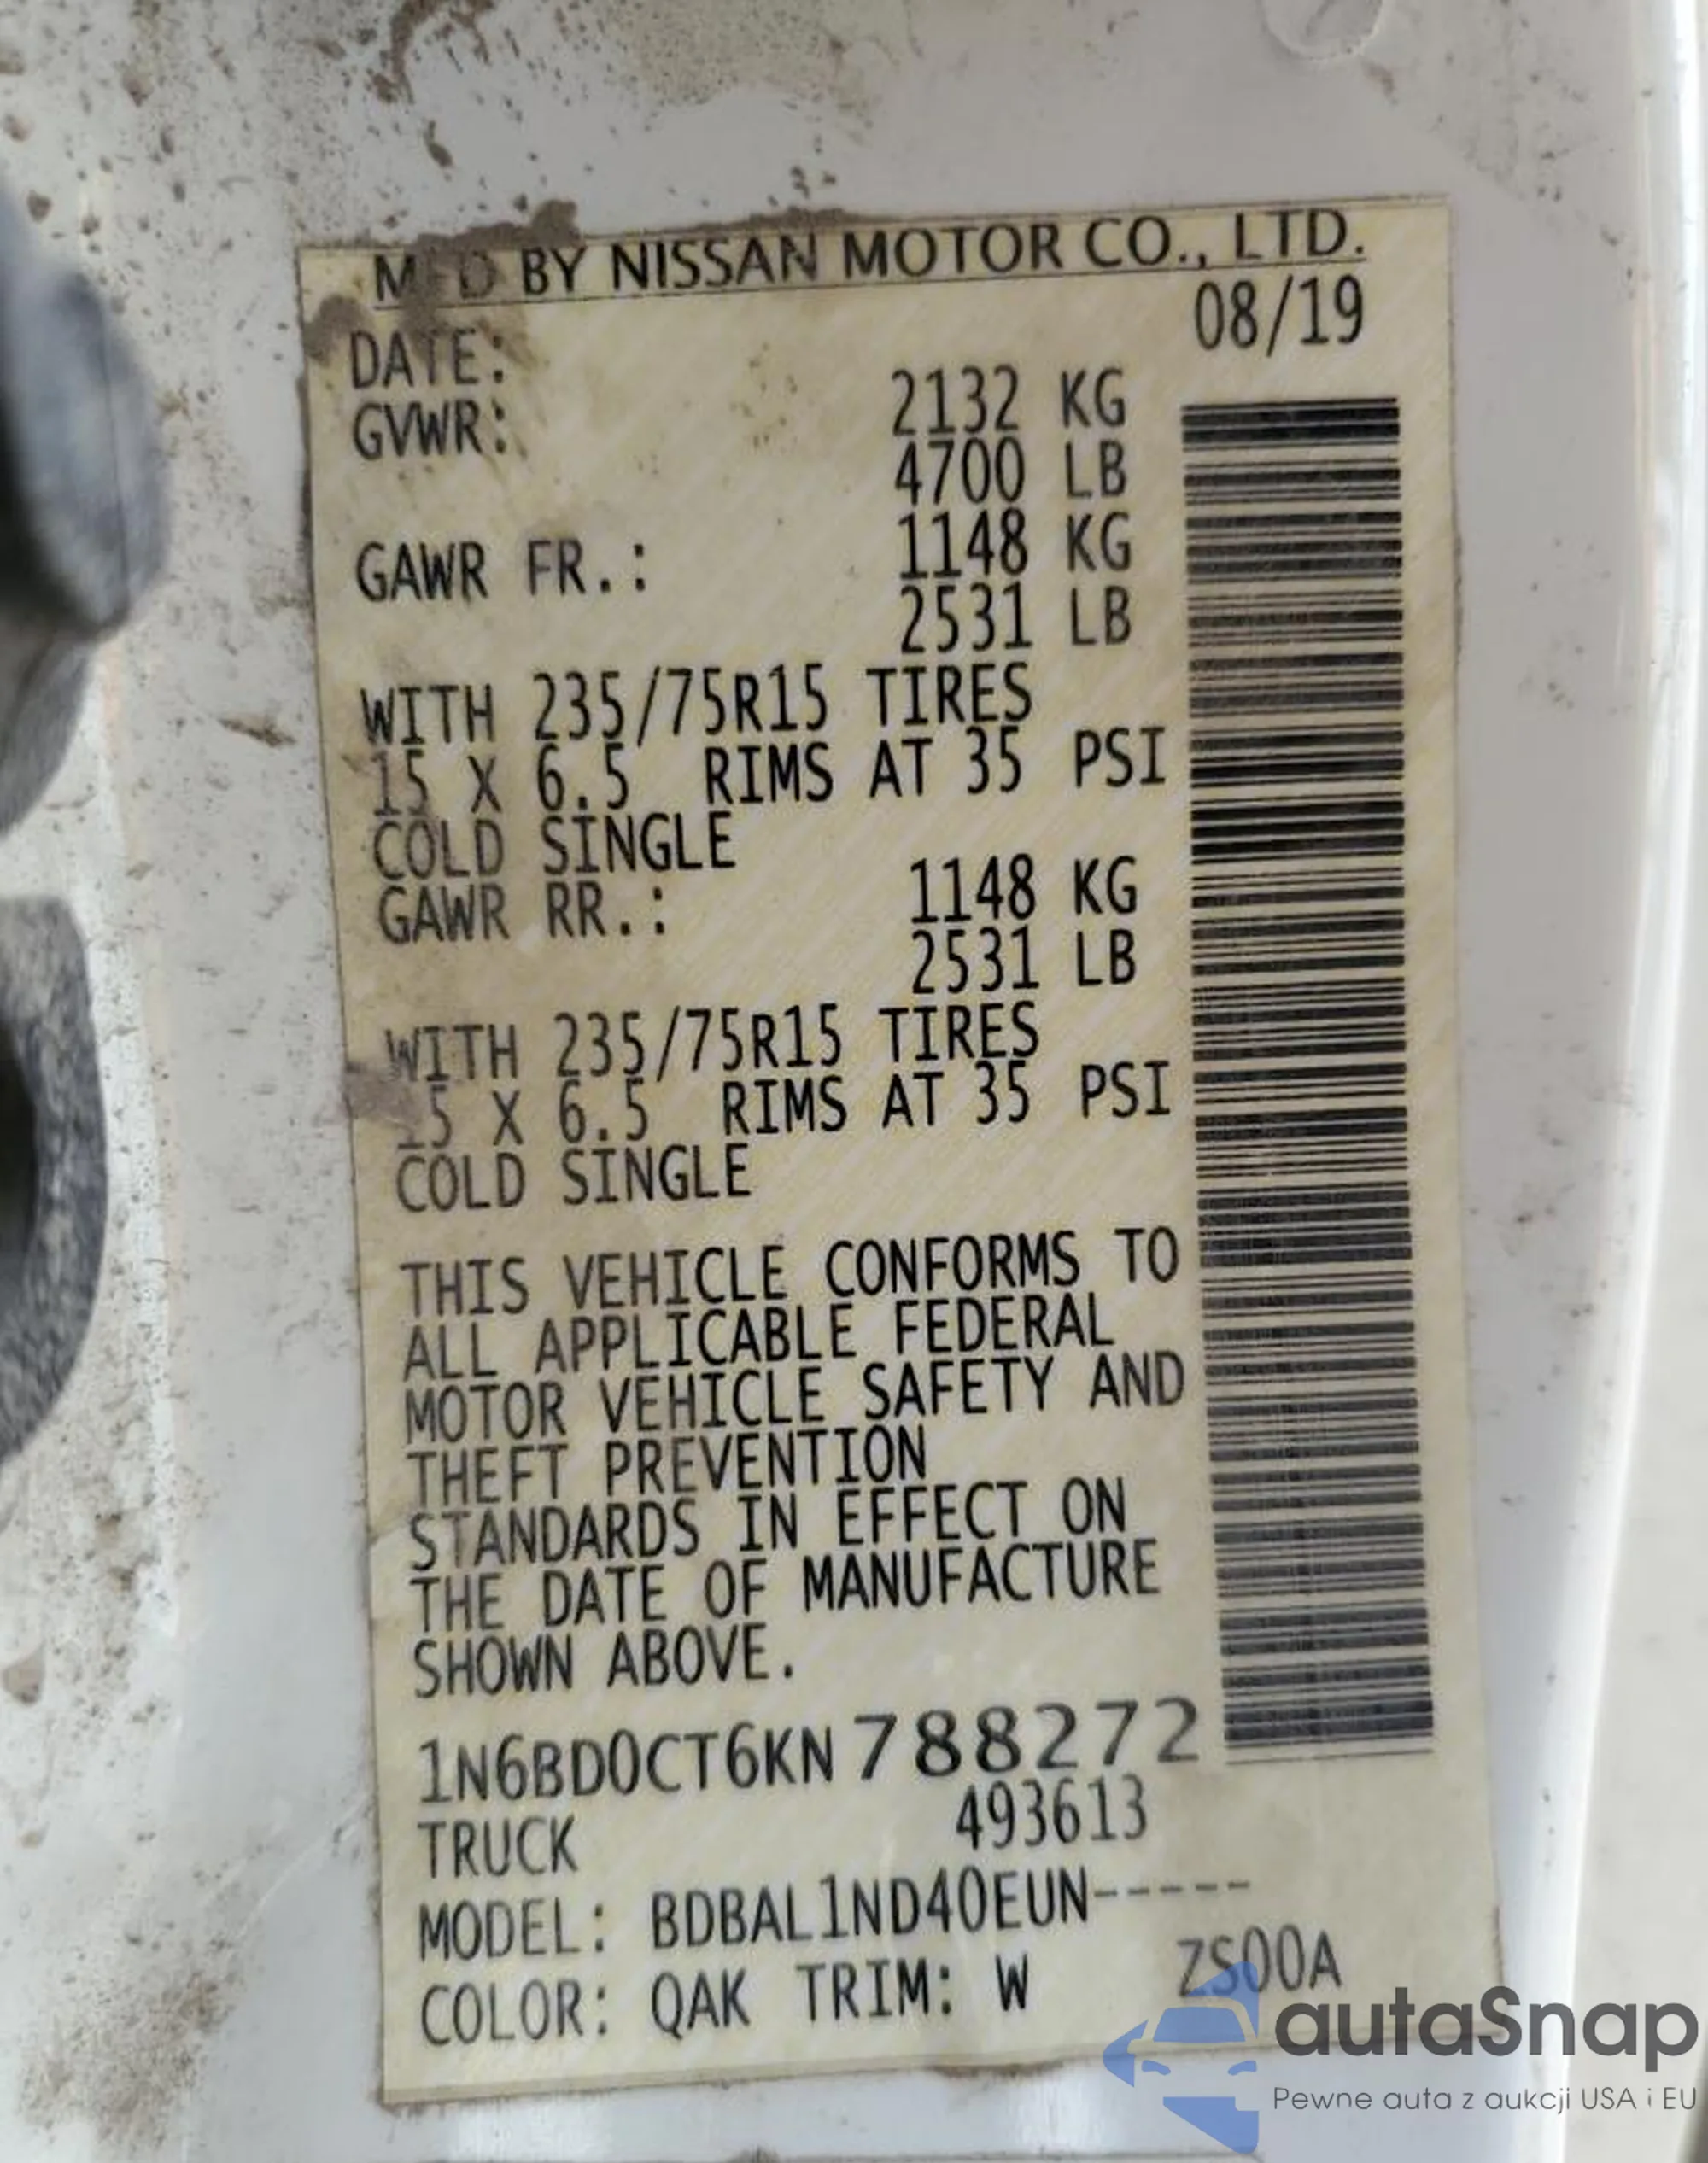 MFD BY NISSAN MOTOR CO., LTD.
DATE: 08/19
GVWR: 2132 KG
4700 LB
GAWR FR.: 1148 KG
2531 LB
WITH 235/75R15 TIRES
15 X 6.5 RIMS AT 35 PSI
COLD SINGLE
GAWR RR.: 1148 KG
2531 LB
WITH 235/75R15 TIRES
15 X 6.5 RIMS AT 35 PSI
COLD SINGLE
THIS VEHICLE CONFORMS TO
ALL APPLICABLE FEDERAL
MOTOR VEHICLE SAFETY AND
THEFT PREVENTION
STANDARDS IN EFFECT ON
THE DATE OF MANUFACTURE
SHOWN ABOVE.
1N6BD0CT6KN788272
TRUCK 493613
MODEL: BDBAL1ND40EUN-----
COLOR: QAK TRIM: W ZS00A
autaSnap
Pewne auta z aukcji USA i EU